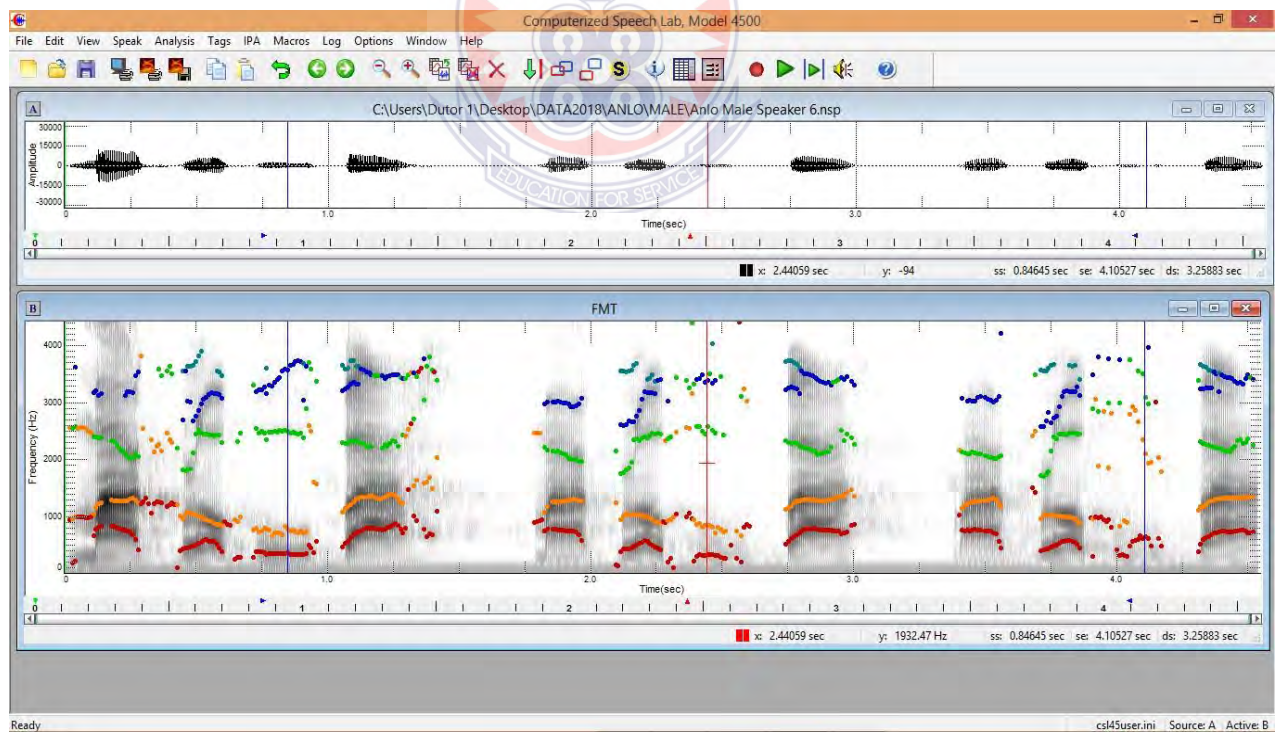 Computerized Speech Lab, Model 4500
File Edit View Speak Analysis Tags IPA Macros Log Options Window Help
S
A
C:\Users\Dutor 1\Desktop\DATA2018\ANLO\MALE\Anlo Male Speaker 6.nsp
30000
15000
0
-15000
-30000
Amplitude
EDUCATION FOR SERVICE
0 1.0 2.0 3.0 4.0
Time(sec)
0 1 2 3 4
x: 2.44059 sec y: -94 ss: 0.84645 sec se: 4.10527 sec ds: 3.25883 sec
B
FMT
4000
3000
2000
1000
0
Frequency (Hz)
0 1.0 2.0 3.0 4.0
Time(sec)
0 1 2 3 4
x: 2.44059 sec y: 1932.47 Hz ss: 0.84645 sec se: 4.10527 sec ds: 3.25883 sec
Ready csl45user.ini Source: A Active: B